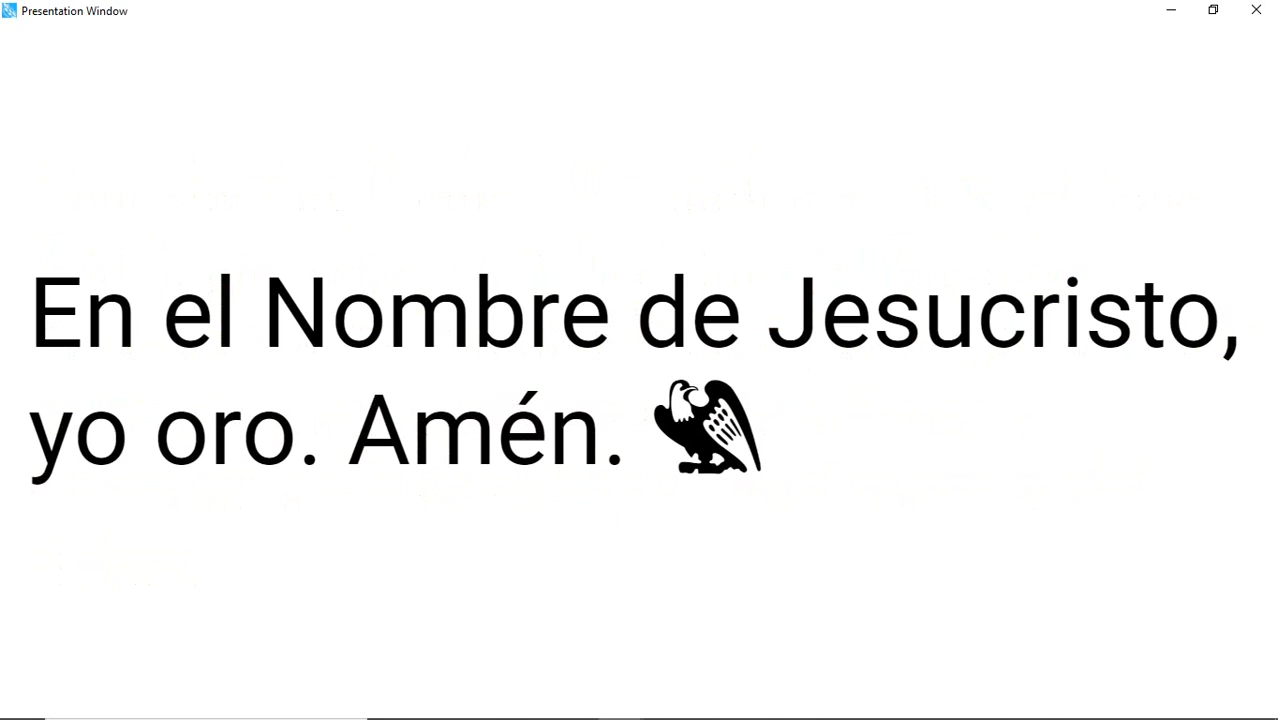 Presentation Window
En el Nombre de Jesucristo,
yo oro. Amén.